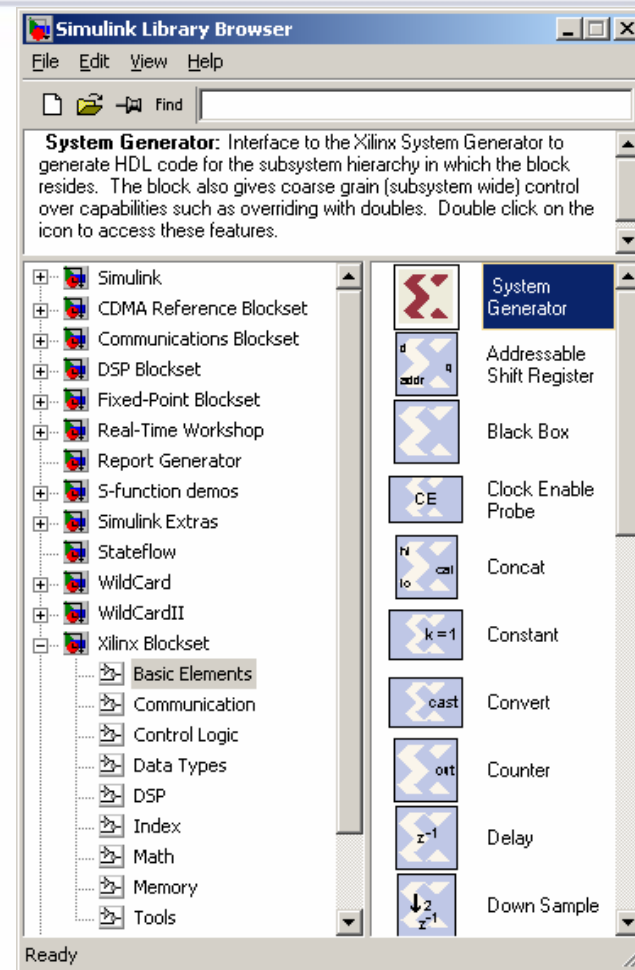 Simulink Library Browser
File Edit View Help
Find
System Generator: Interface to the Xilinx System Generator to
generate HDL code for the subsystem hierarchy in which the block
resides. The block also gives coarse grain (subsystem wide) control
over capabilities such as overriding with doubles. Double click on the
icon to access these features.
Simulink
CDMA Reference Blockset
Communications Blockset
DSP Blockset
Fixed-Point Blockset
Real-Time Workshop
Report Generator
S-function demos
Simulink Extras
Stateflow
WildCard
WildCardII
Xilinx Blockset
Basic Elements
Communication
Control Logic
Data Types
DSP
Index
Math
Memory
Tools
System
Generator
d
q
addr
Addressable
Shift Register
Black Box
CE
Clock Enable
Probe
hi
cat
lo
Concat
k = 1
Constant
cast
Convert
out
Counter
z-1
Delay
↓2
z-1
Down Sample
Ready